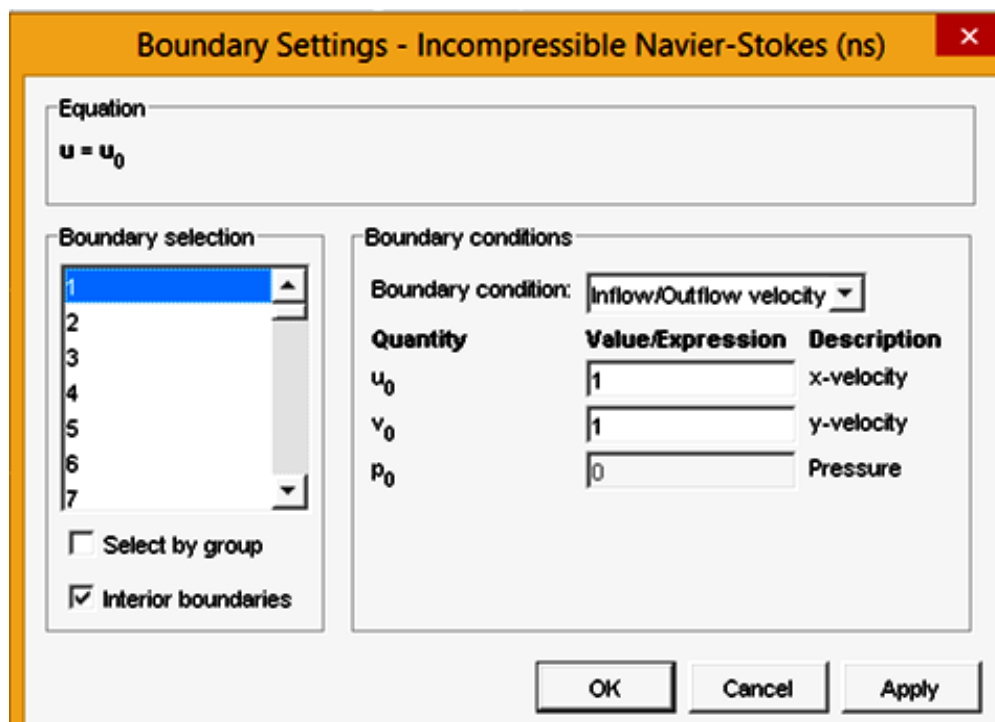 Boundary Settings - Incompressible Navier-Stokes (ns)
Equation
u = u0
Boundary selection
1
2
3
4
5
6
7
Select by group
Interior boundaries
Boundary conditions
Boundary condition: Inflow/Outflow velocity
Quantity Value/Expression Description
u0 1 x-velocity
v0 1 y-velocity
p0 0 Pressure
OK Cancel Apply